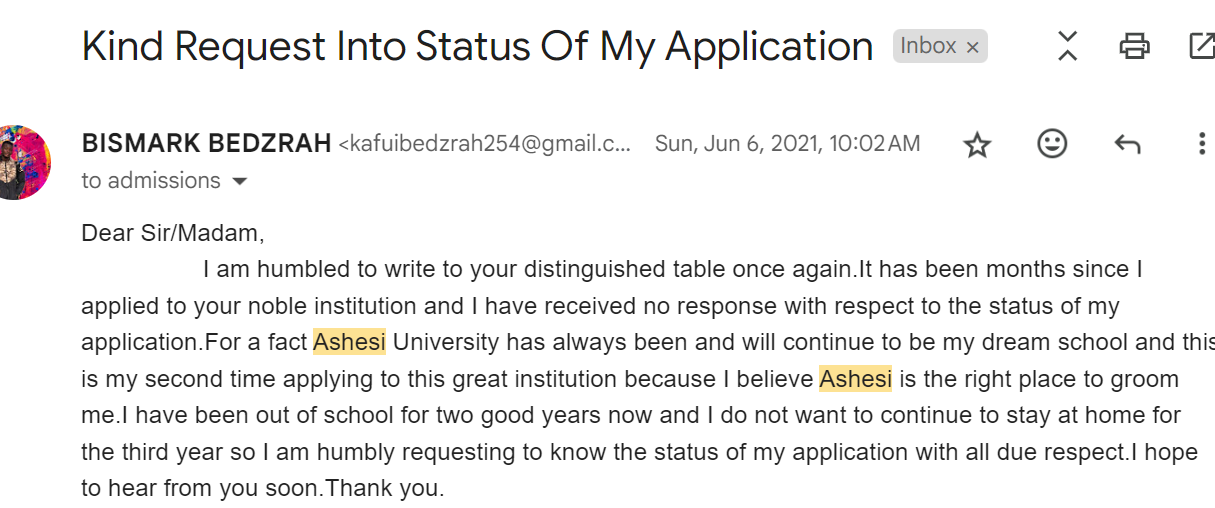 Kind Request Into Status Of My Application Inbox ×
BISMARK BEDZRAH <kafuibedzrah254@gmail.c... Sun, Jun 6, 2021, 10:02 AM
to admissions
Dear Sir/Madam,
I am humbled to write to your distinguished table once again.It has been months since I
applied to your noble institution and I have received no response with respect to the status of my
application.For a fact Ashesi University has always been and will continue to be my dream school and this
is my second time applying to this great institution because I believe Ashesi is the right place to groom
me.I have been out of school for two good years now and I do not want to continue to stay at home for
the third year so I am humbly requesting to know the status of my application with all due respect.I hope
to hear from you soon.Thank you.